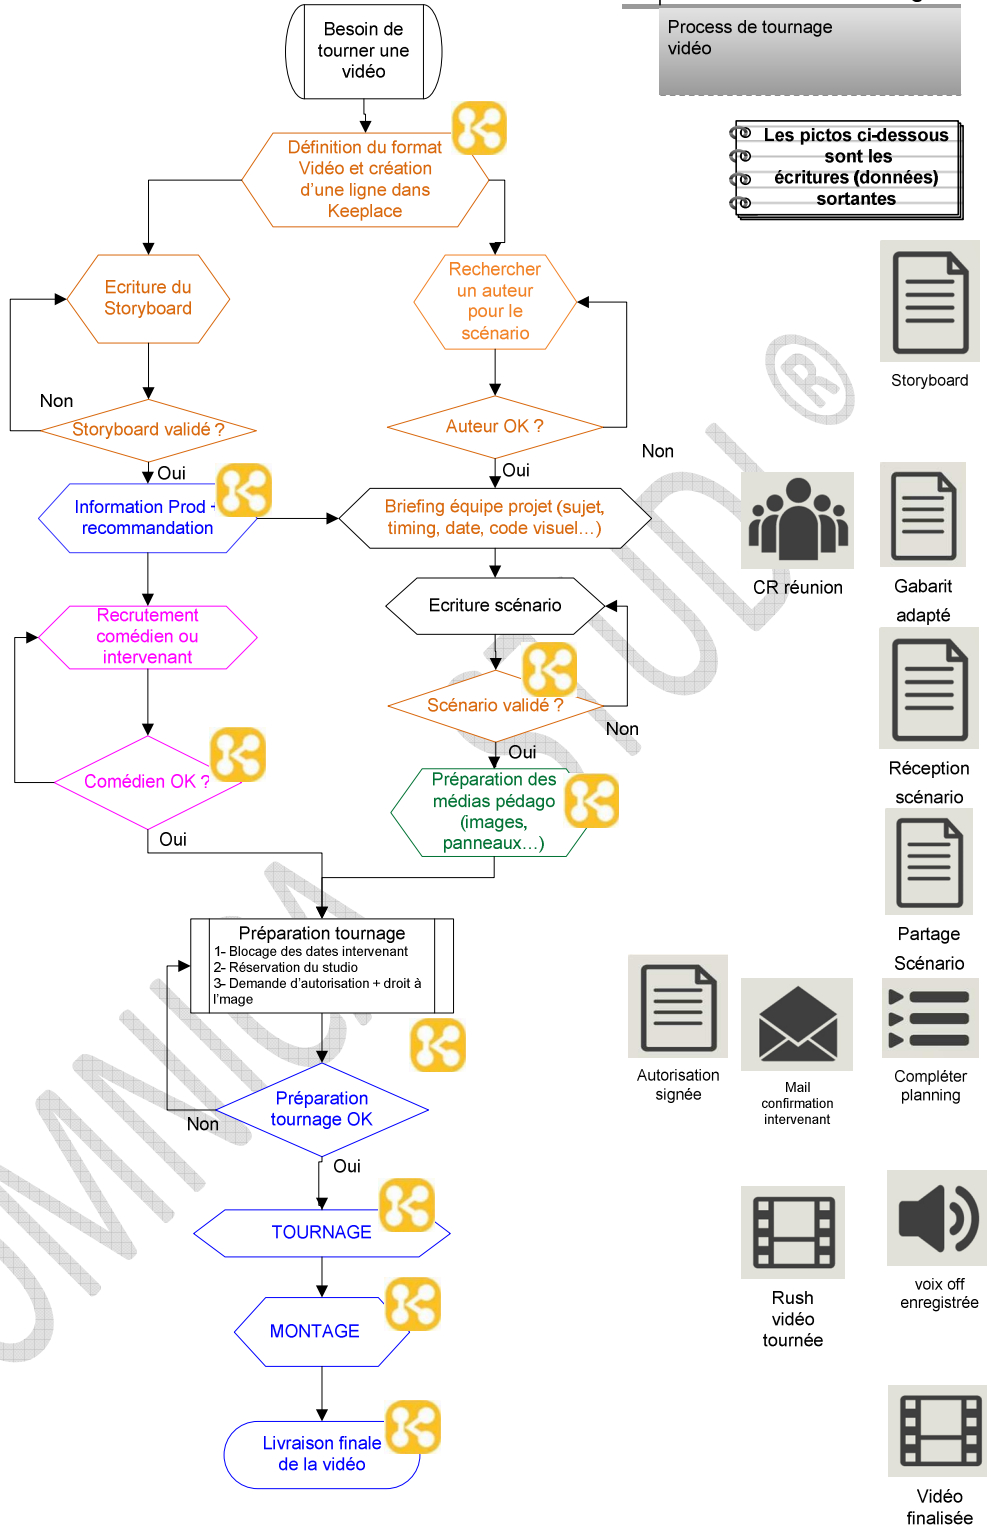 Process de tournage
vidéo
Besoin de
tourner une
vidéo
Les pictos ci-dessous
sont les
écritures (données)
sortantes
Définition du format
Vidéo et création
d'une ligne dans
Keeplace
Ecriture du
Storyboard
Rechercher
un auteur
pour le
scénario
Storyboard
Non
Storyboard validé ?
Auteur OK ?
Non
Oui
Oui
Information Prod +
recommandation
Briefing équipe projet (sujet,
timing, date, code visuel…)
CR réunion
Gabarit
adapté
Recrutement
comédien ou
intervenant
Ecriture scénario
Scénario validé ?
Non
Oui
Réception
scénario
Comédien OK ?
Oui
Préparation des
médias pédago
(images,
panneaux…)
Partage
Scénario
Préparation tournage
1- Blocage des dates intervenant
2- Réservation du studio
3- Demande d'autorisation + droit à
l'mage
Autorisation
signée
Mail
confirmation
intervenant
Compléter
planning
Préparation
tournage OK
Non
Oui
TOURNAGE
Rush
vidéo
tournée
voix off
enregistrée
MONTAGE
Livraison finale
de la vidéo
Vidéo
finalisée
OMNICA STUDI ®